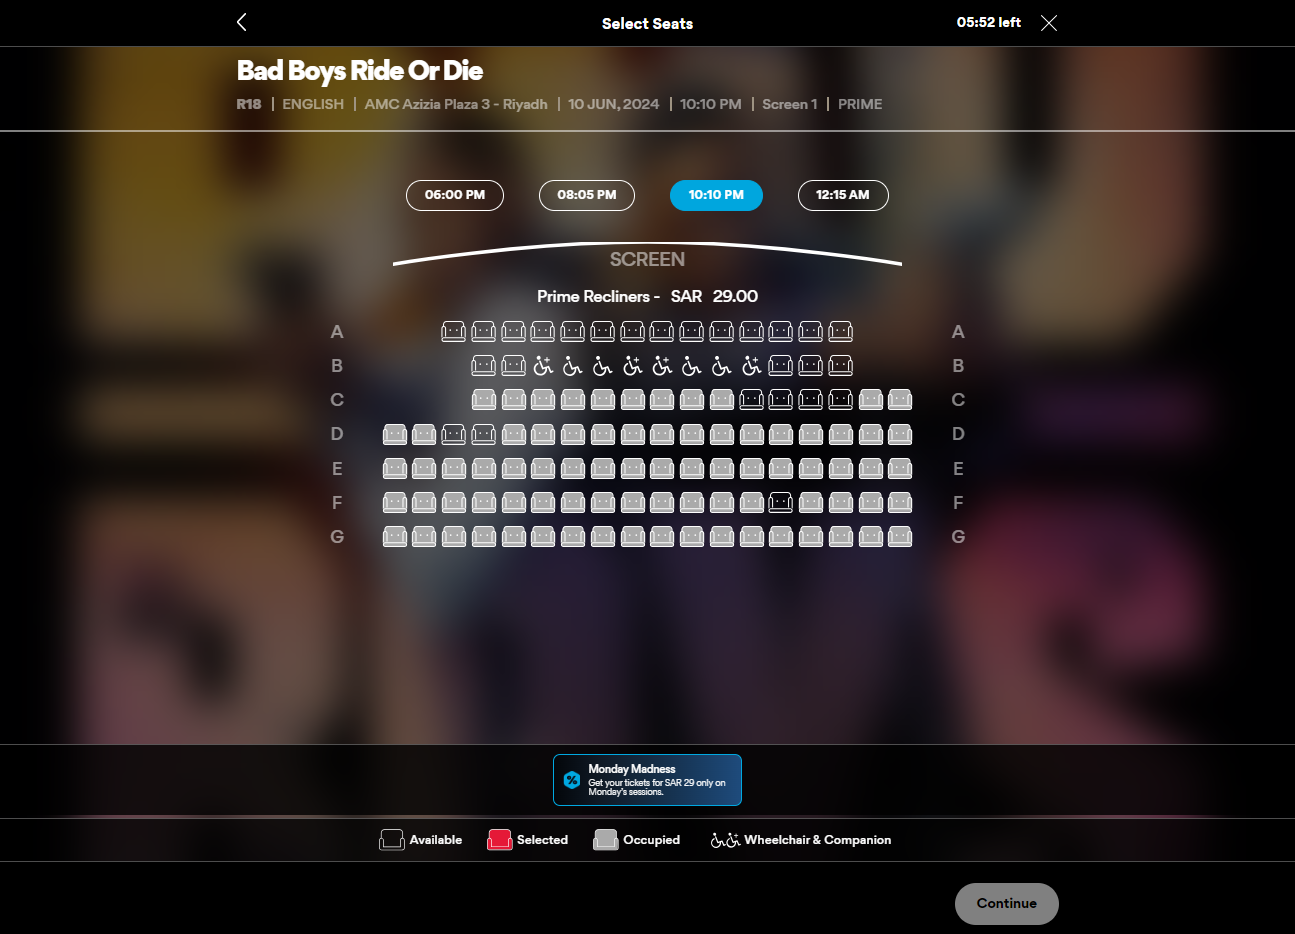 Select Seats
05:52 left
Bad Boys Ride Or Die
R18 | ENGLISH | AMC Azizia Plaza 3 - Riyadh | 10 JUN, 2024 | 10:10 PM | Screen 1 | PRIME
06:00 PM 08:05 PM 10:10 PM 12:15 AM
SCREEN
Prime Recliners - SAR 29.00
A A
B B
C C
D D
E E
F F
G G
Monday Madness
Get your tickets for SAR 29 only on
Monday's sessions.
Available Selected Occupied Wheelchair & Companion
Continue